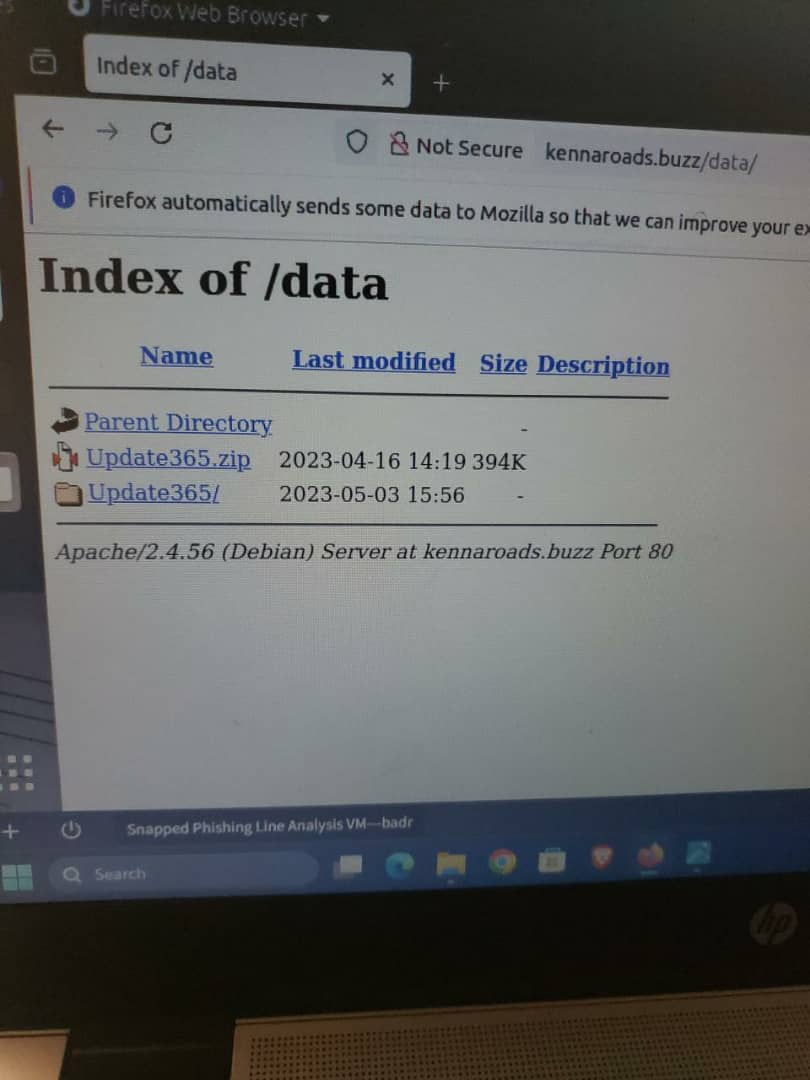 Firefox Web Browser
Index of /data
Not Secure kennaroads.buzz/data/
Firefox automatically sends some data to Mozilla so that we can improve your ex
Index of /data
Name Last modified Size Description
Parent Directory -
Update365.zip 2023-04-16 14:19 394K
Update365/ 2023-05-03 15:56 -
Apache/2.4.56 (Debian) Server at kennaroads.buzz Port 80
Snapped Phishing Line Analysis VM—badr
Search
hp